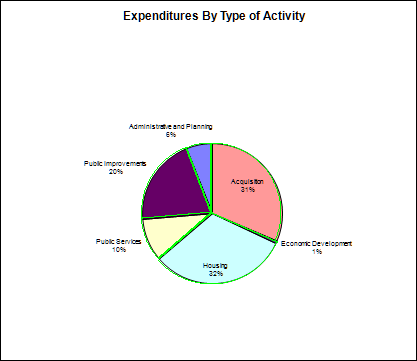 Expenditures By Type of Activity
Administrative and Planning
6%
Public Improvements
20%
Acquisition
31%
Public Services
10%
Economic Development
1%
Housing
32%